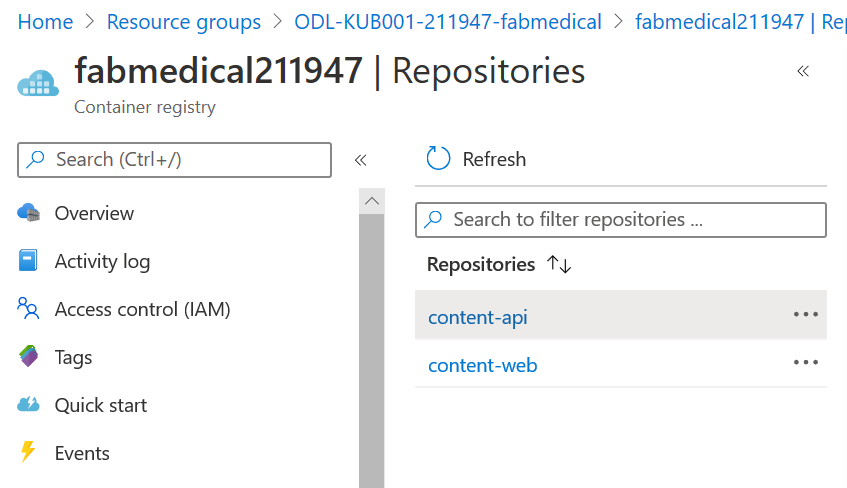 Home > Resource groups > ODL-KUB001-211947-fabmedical > fabmedical211947 |
fabmedical211947 | Repositories
Container registry
Search (Ctrl+/)
Refresh
Overview
Activity log
Access control (IAM)
Tags
Quick start
Events
Search to filter repositories ...
Repositories
content-api
content-web